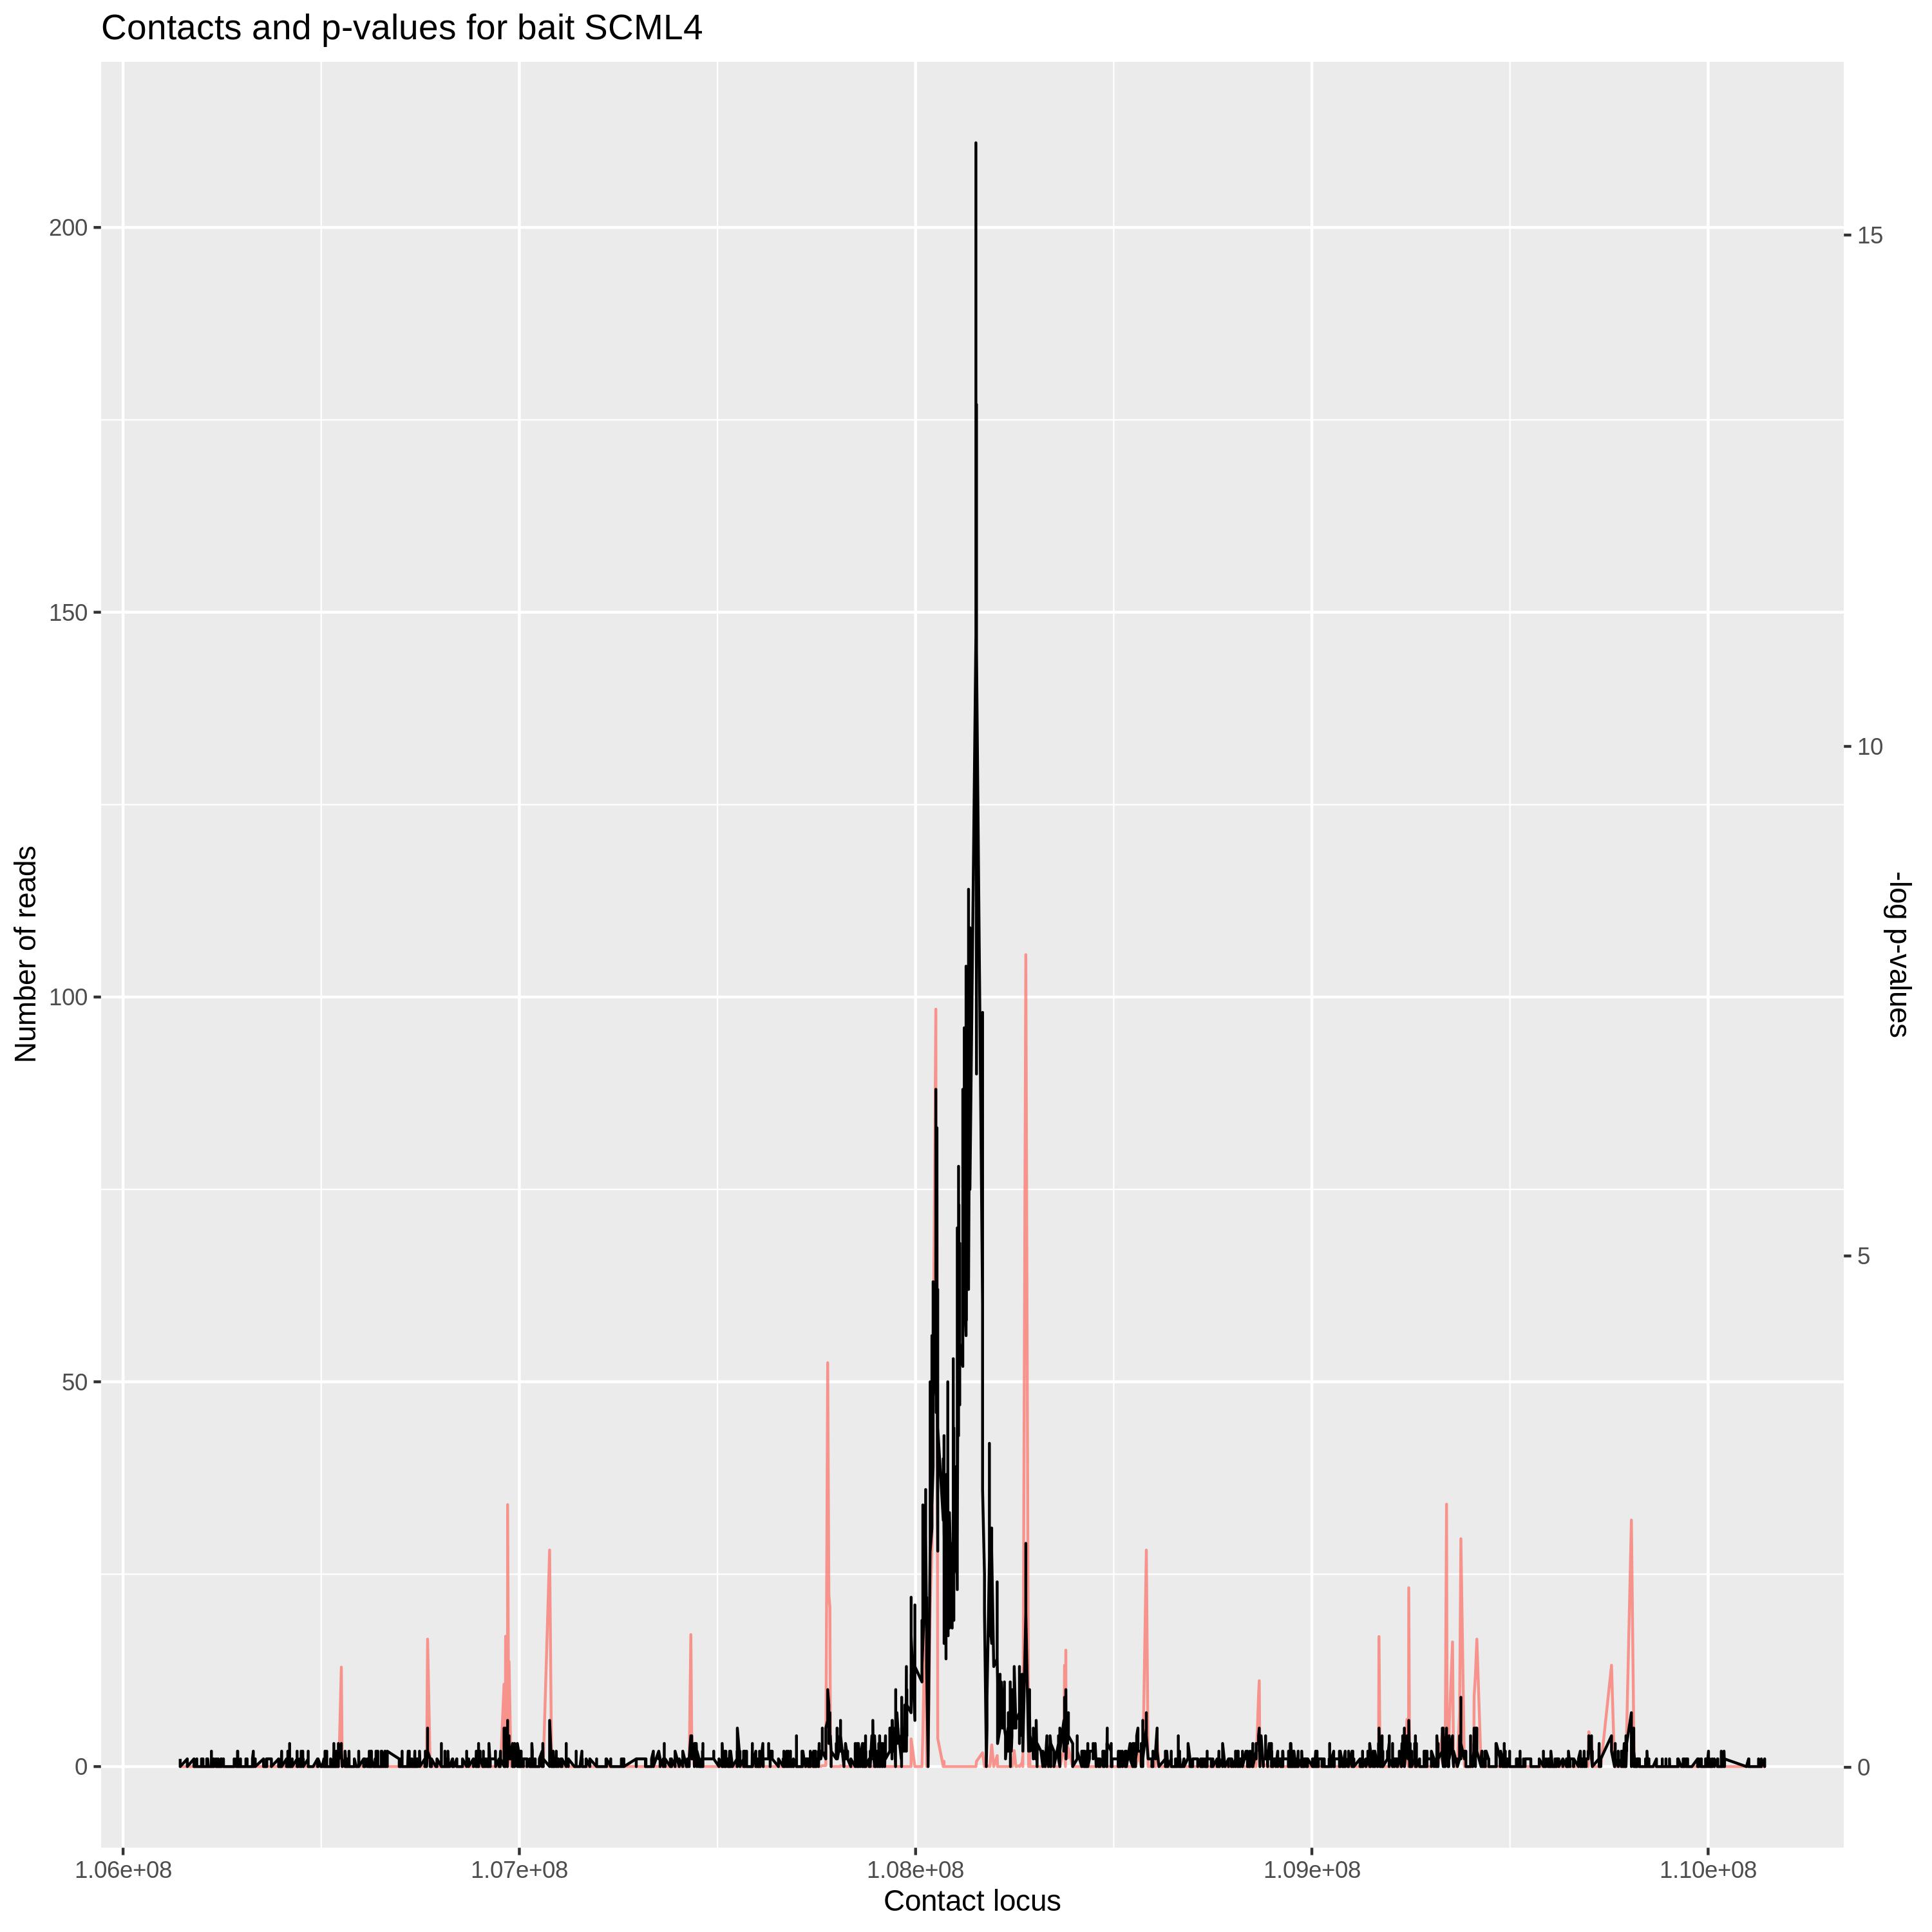 Contacts and p-values for bait SCML4
200
150
100
50
0
Number of reads
15
10
5
0
-log p-values
1.06e+08 1.07e+08 1.08e+08 1.09e+08 1.10e+08
Contact locus